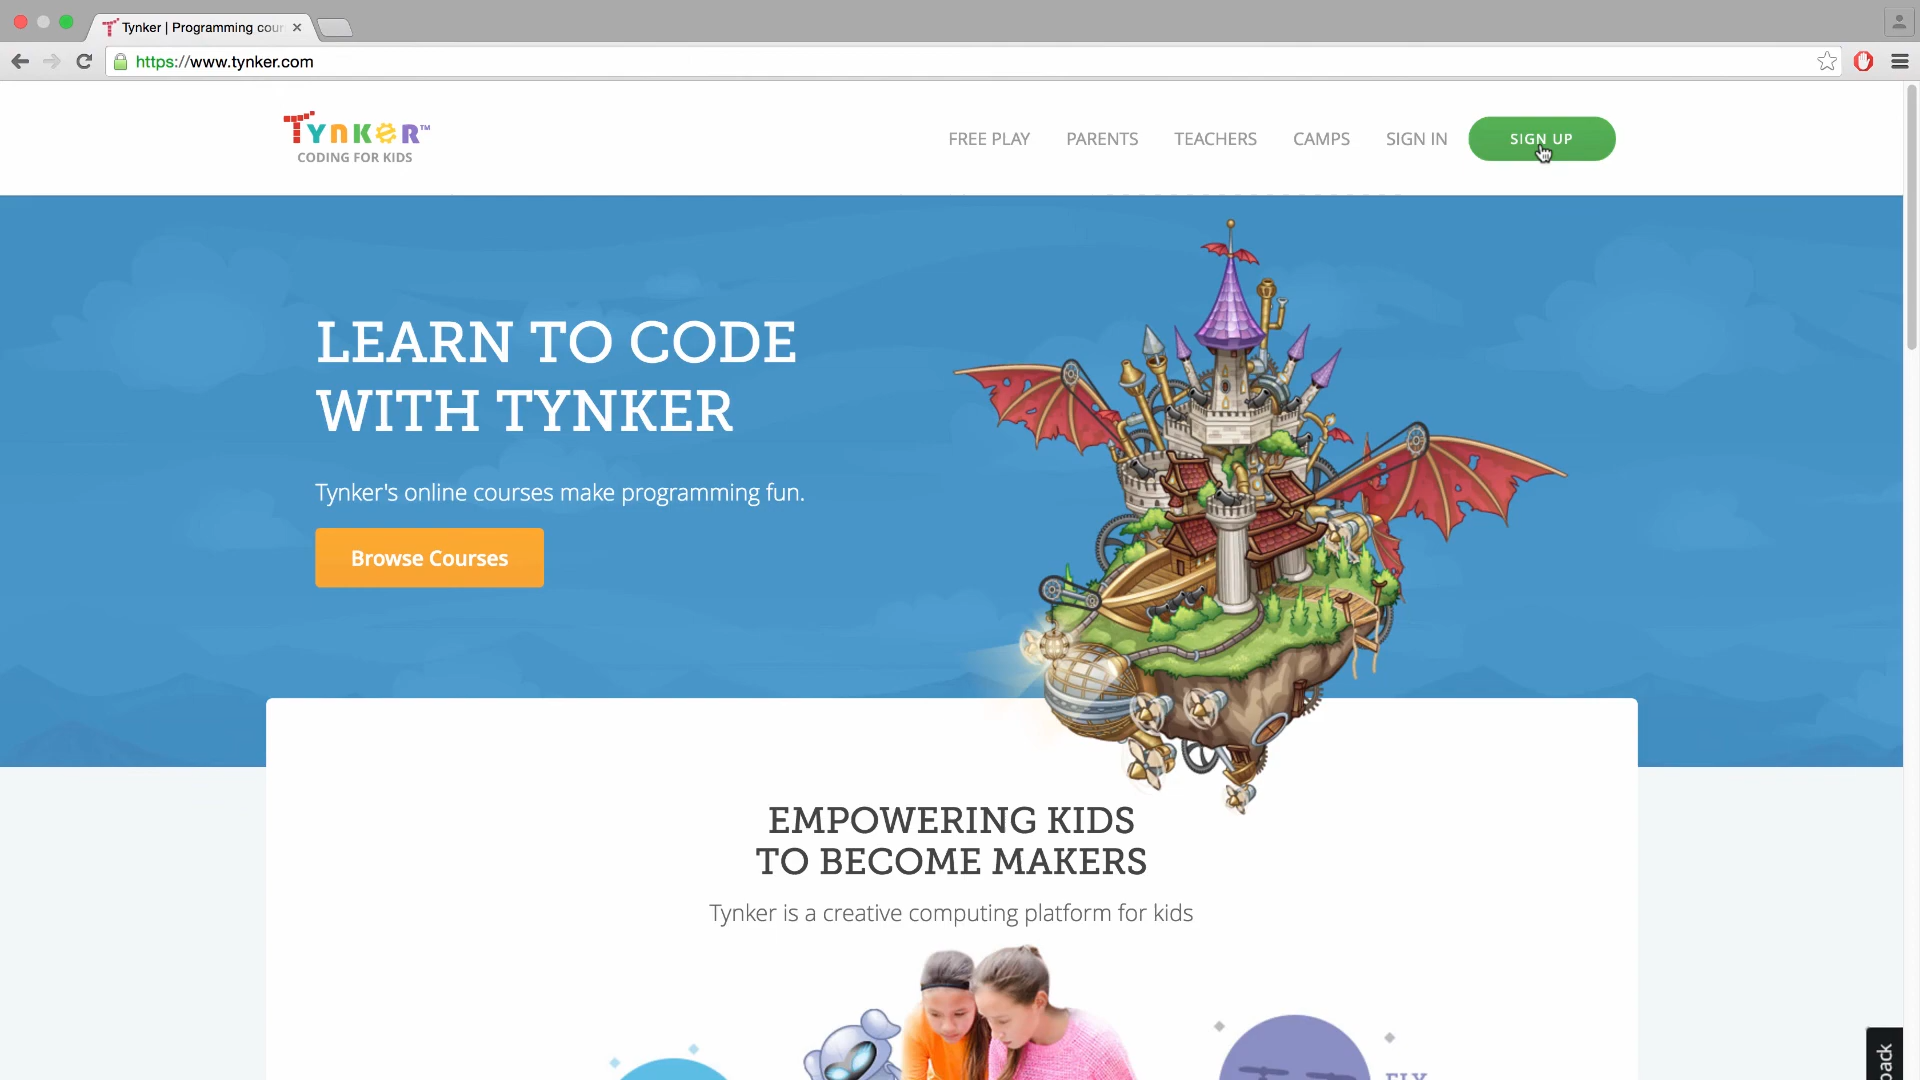 Tynker | Programming cour
https://www.tynker.com
TYNKER™
CODING FOR KIDS
FREE PLAY
PARENTS
TEACHERS
CAMPS
SIGN IN
SIGN UP
LEARN TO CODE
WITH TYNKER
Tynker's online courses make programming fun.
Browse Courses
EMPOWERING KIDS
TO BECOME MAKERS
Tynker is a creative computing platform for kids
FLY